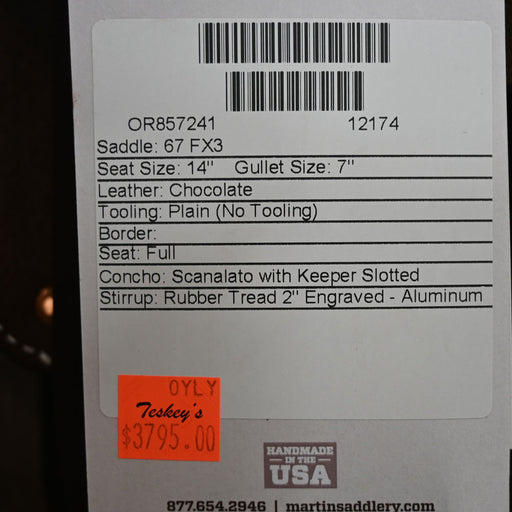 OR857241 12174
Saddle: 67 FX3
Seat Size: 14" Gullet Size: 7"
Leather: Chocolate
Tooling: Plain (No Tooling)
Border:
Seat: Full
Concho: Scanalato with Keeper Slotted
Stirrup: Rubber Tread 2" Engraved - Aluminum
OYLY
Teskey's
$3795.00
HANDMADE
IN THE
USA
877.654.2946 | martinsaddlery.com